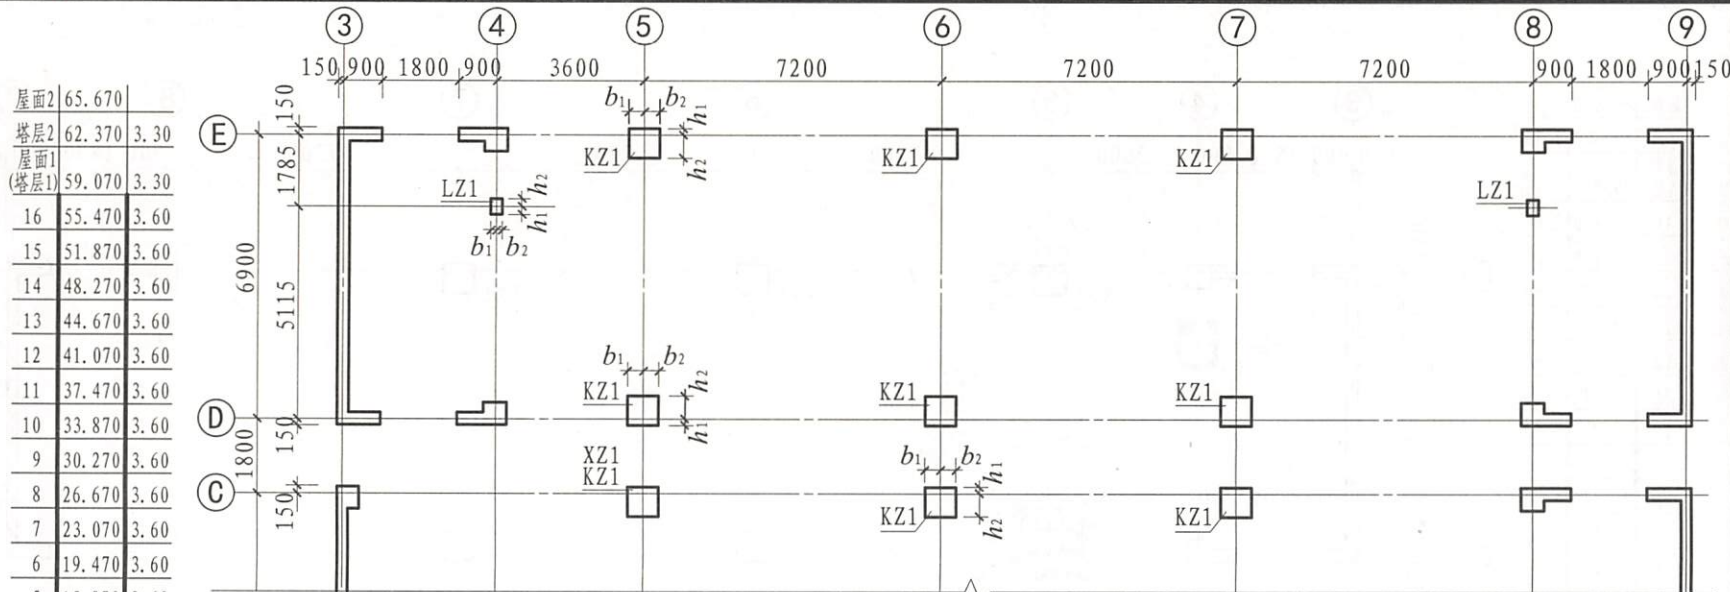 3 4 5 6 7 8 9
150 900 1800 900 3600 7200 7200 7200 900 1800 900 150
屋面2 65.670
塔层2 62.370 3.30
屋面1
(塔层1) 59.070 3.30
16 55.470 3.60
15 51.870 3.60
14 48.270 3.60
13 44.670 3.60
12 41.070 3.60
11 37.470 3.60
10 33.870 3.60
9 30.270 3.60
8 26.670 3.60
7 23.070 3.60
6 19.470 3.60
E
D
C
6900
1800
150
1785
5115
150
150
b1 b2
h1
h2
KZ1
KZ1
KZ1
LZ1
h2
h1
b1 b2
LZ1
b1 b2
h2
h1
KZ1
KZ1
KZ1
XZ1
KZ1
b1 b2
h1
h2
KZ1
KZ1